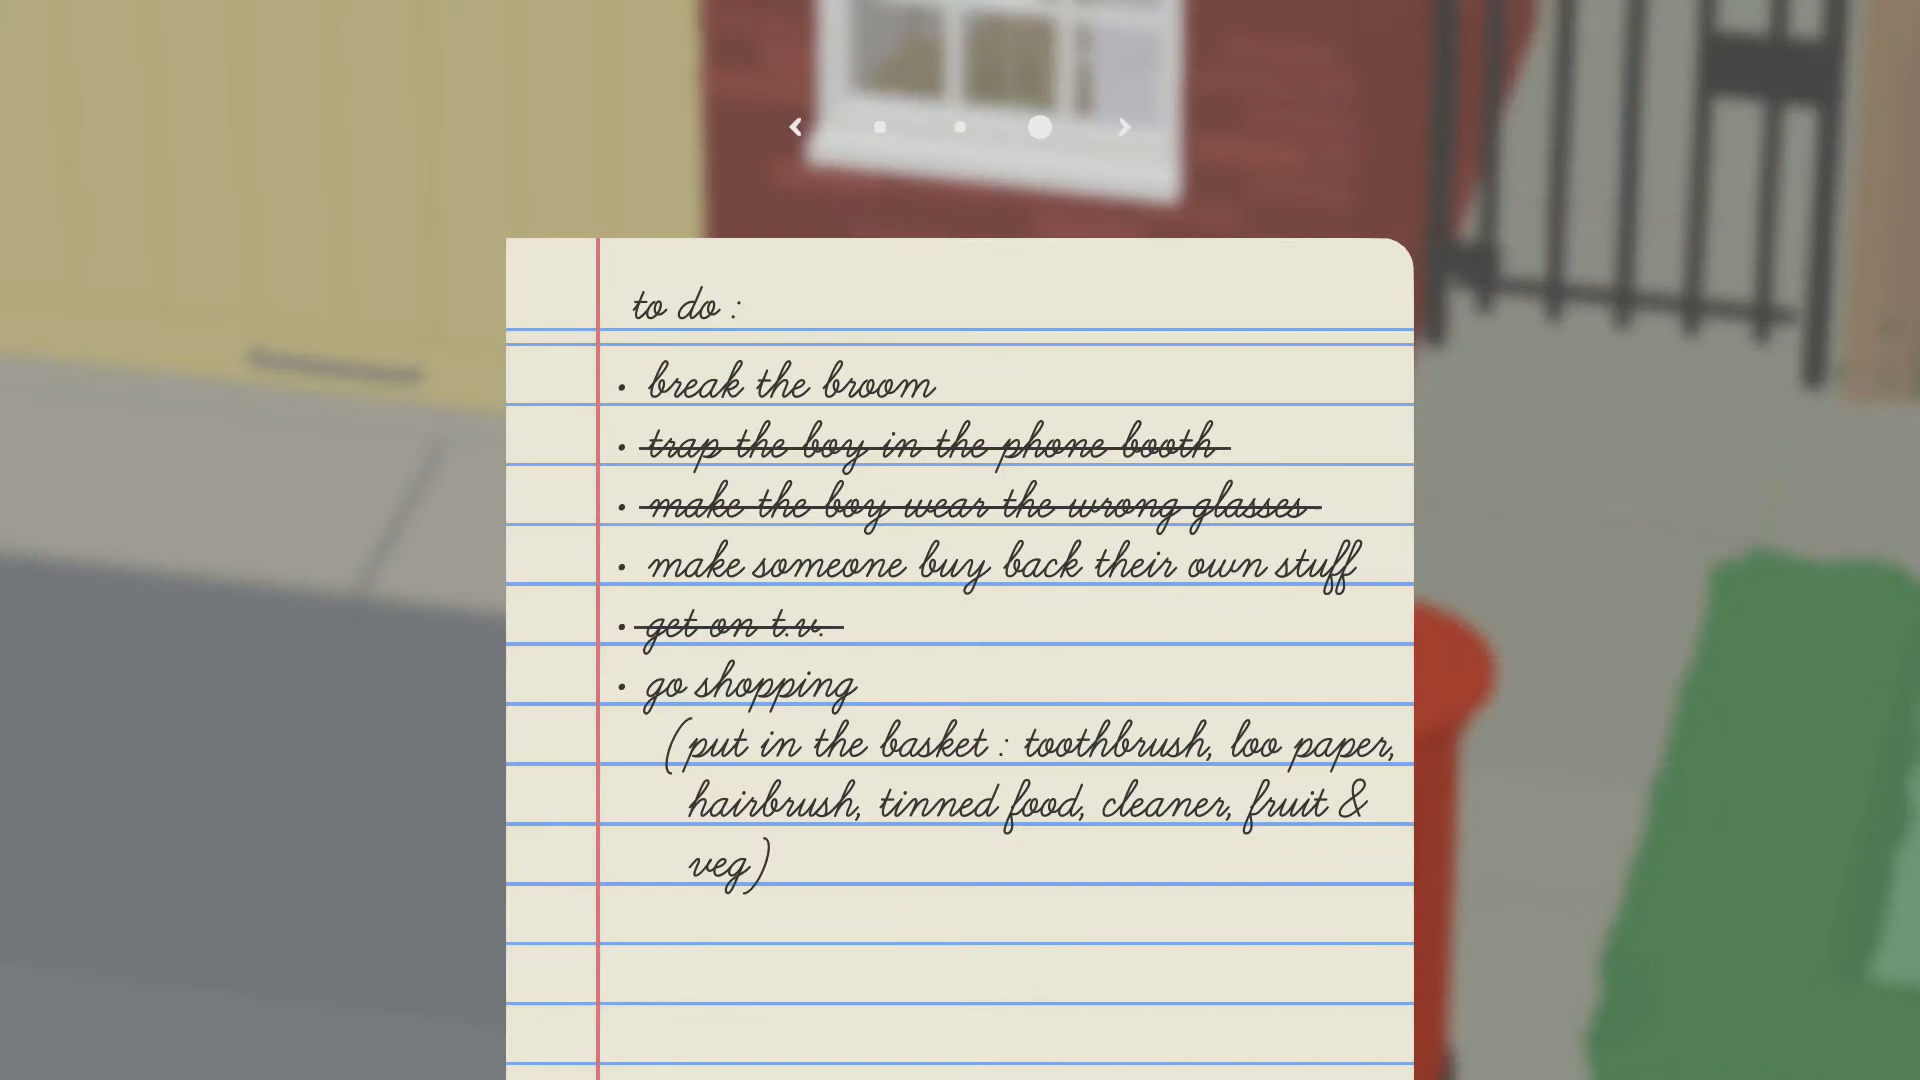 to do :
• break the broom
• trap the boy in the phone booth
• make the boy wear the wrong glasses
• make someone buy back their own stuff
• get on t.v.
• go shopping
(put in the basket : toothbrush, loo paper,
hairbrush, tinned food, cleaner, fruit &
veg)